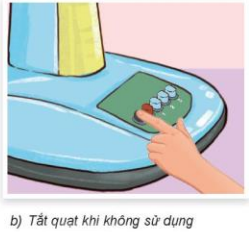 b) Tắt quạt khi không sử dụng